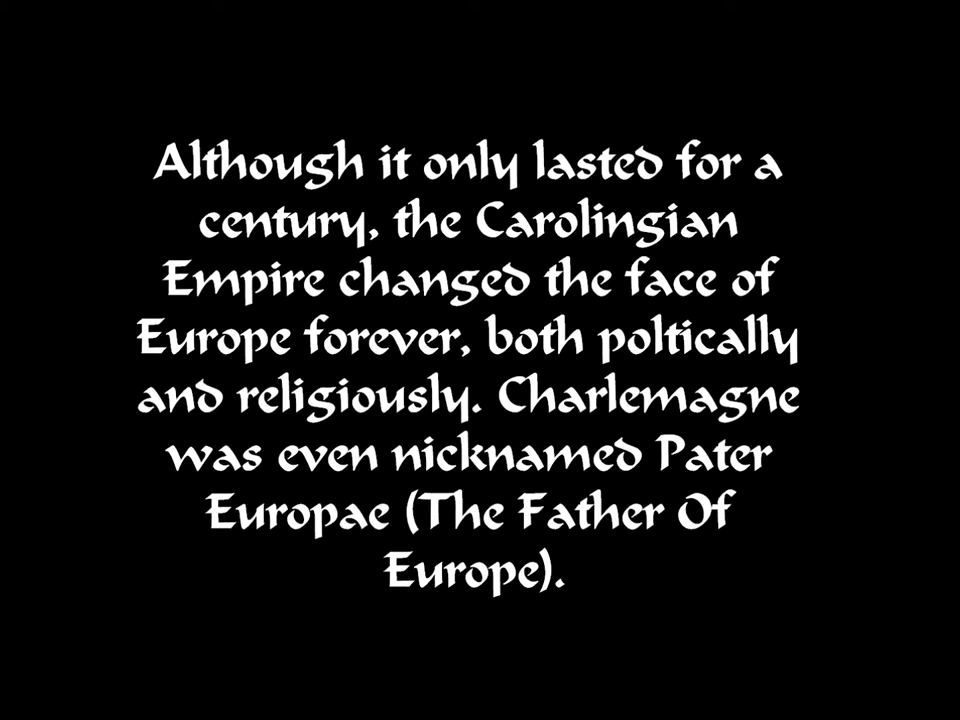 Although it only lasted for a
century, the Carolingian
Empire changed the face of
Europe forever, both poltically
and religiously. Charlemagne
was even nicknamed Pater
Europae (The Father Of
Europe).